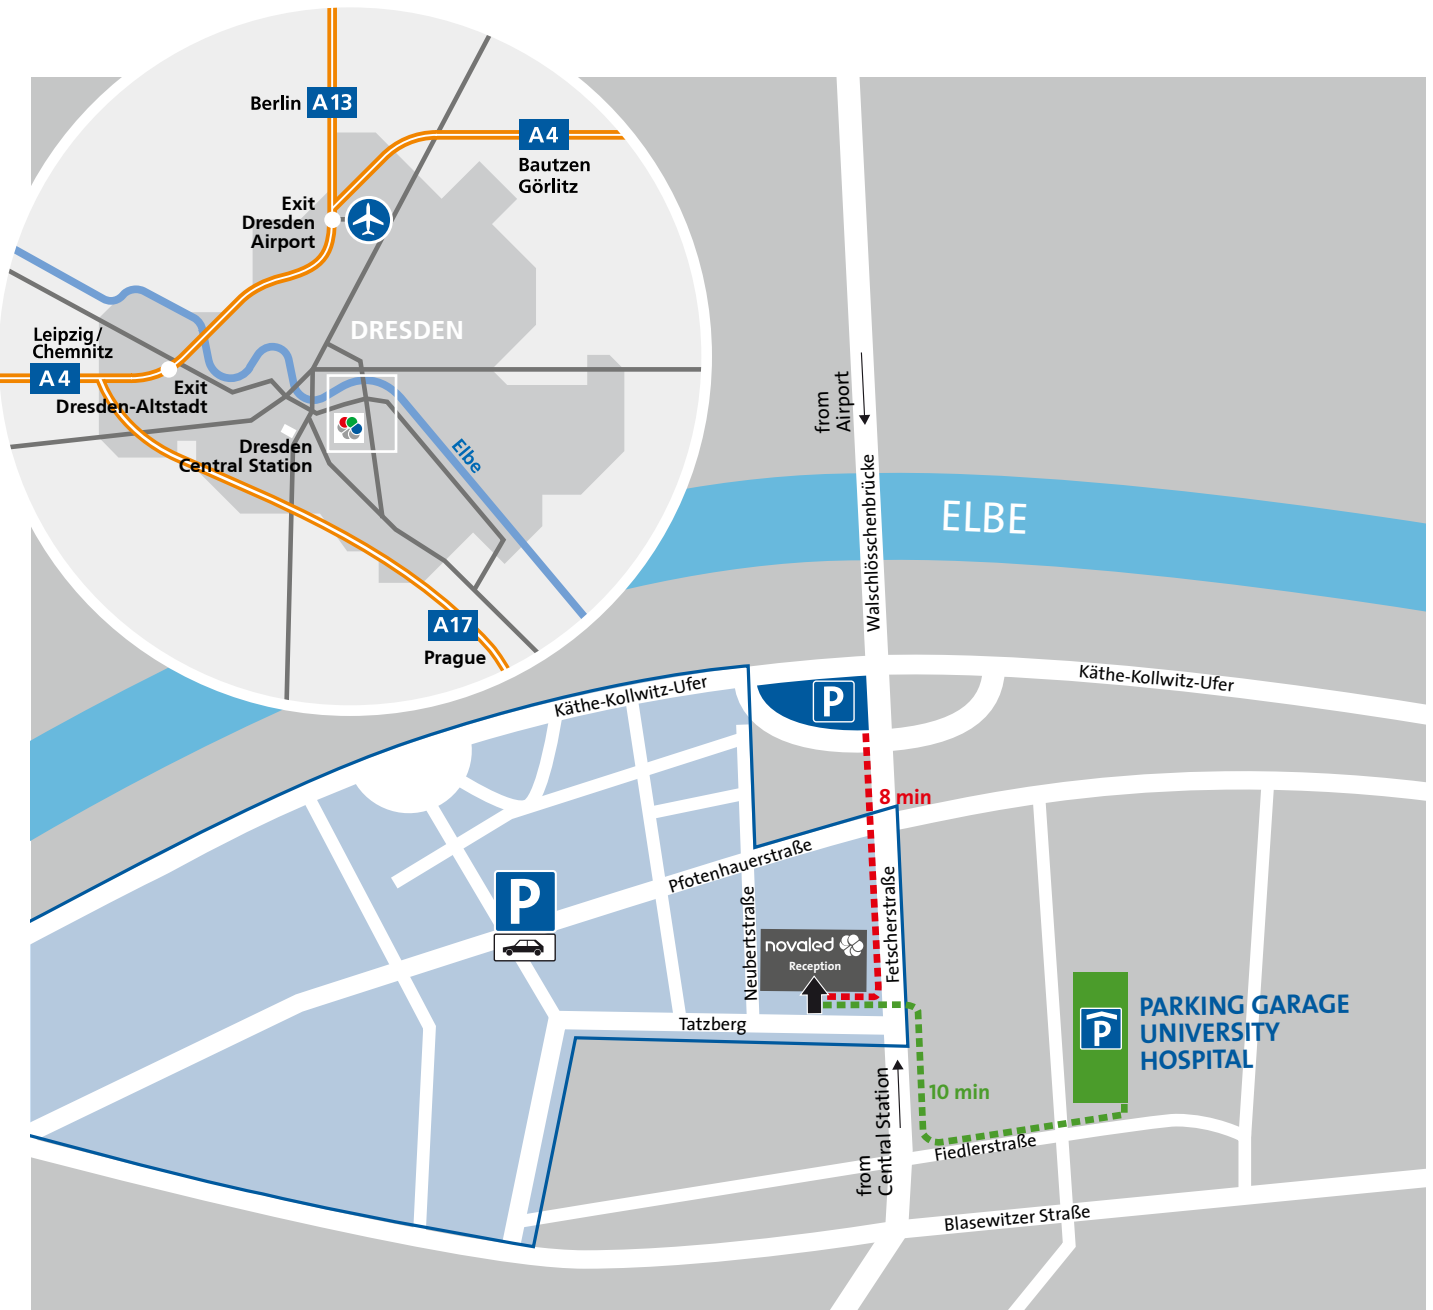 Berlin A13
A4
Bautzen
Görlitz
Exit
Dresden
Airport
DRESDEN
Leipzig/
Chemnitz
A4
Exit
Dresden-Altstadt
Dresden
Central Station
Elbe
A17
Prague
from
Airport
Walschlösschenbrücke
ELBE
Käthe-Kollwitz-Ufer
Käthe-Kollwitz-Ufer
P
8 min
Pfotenhauerstraße
P
Neubertstraße
novaled
Reception
Fetscherstraße
Tatzberg
P
PARKING GARAGE
UNIVERSITY
HOSPITAL
10 min
from
Central Station
Fiedlerstraße
Blasewitzer Straße